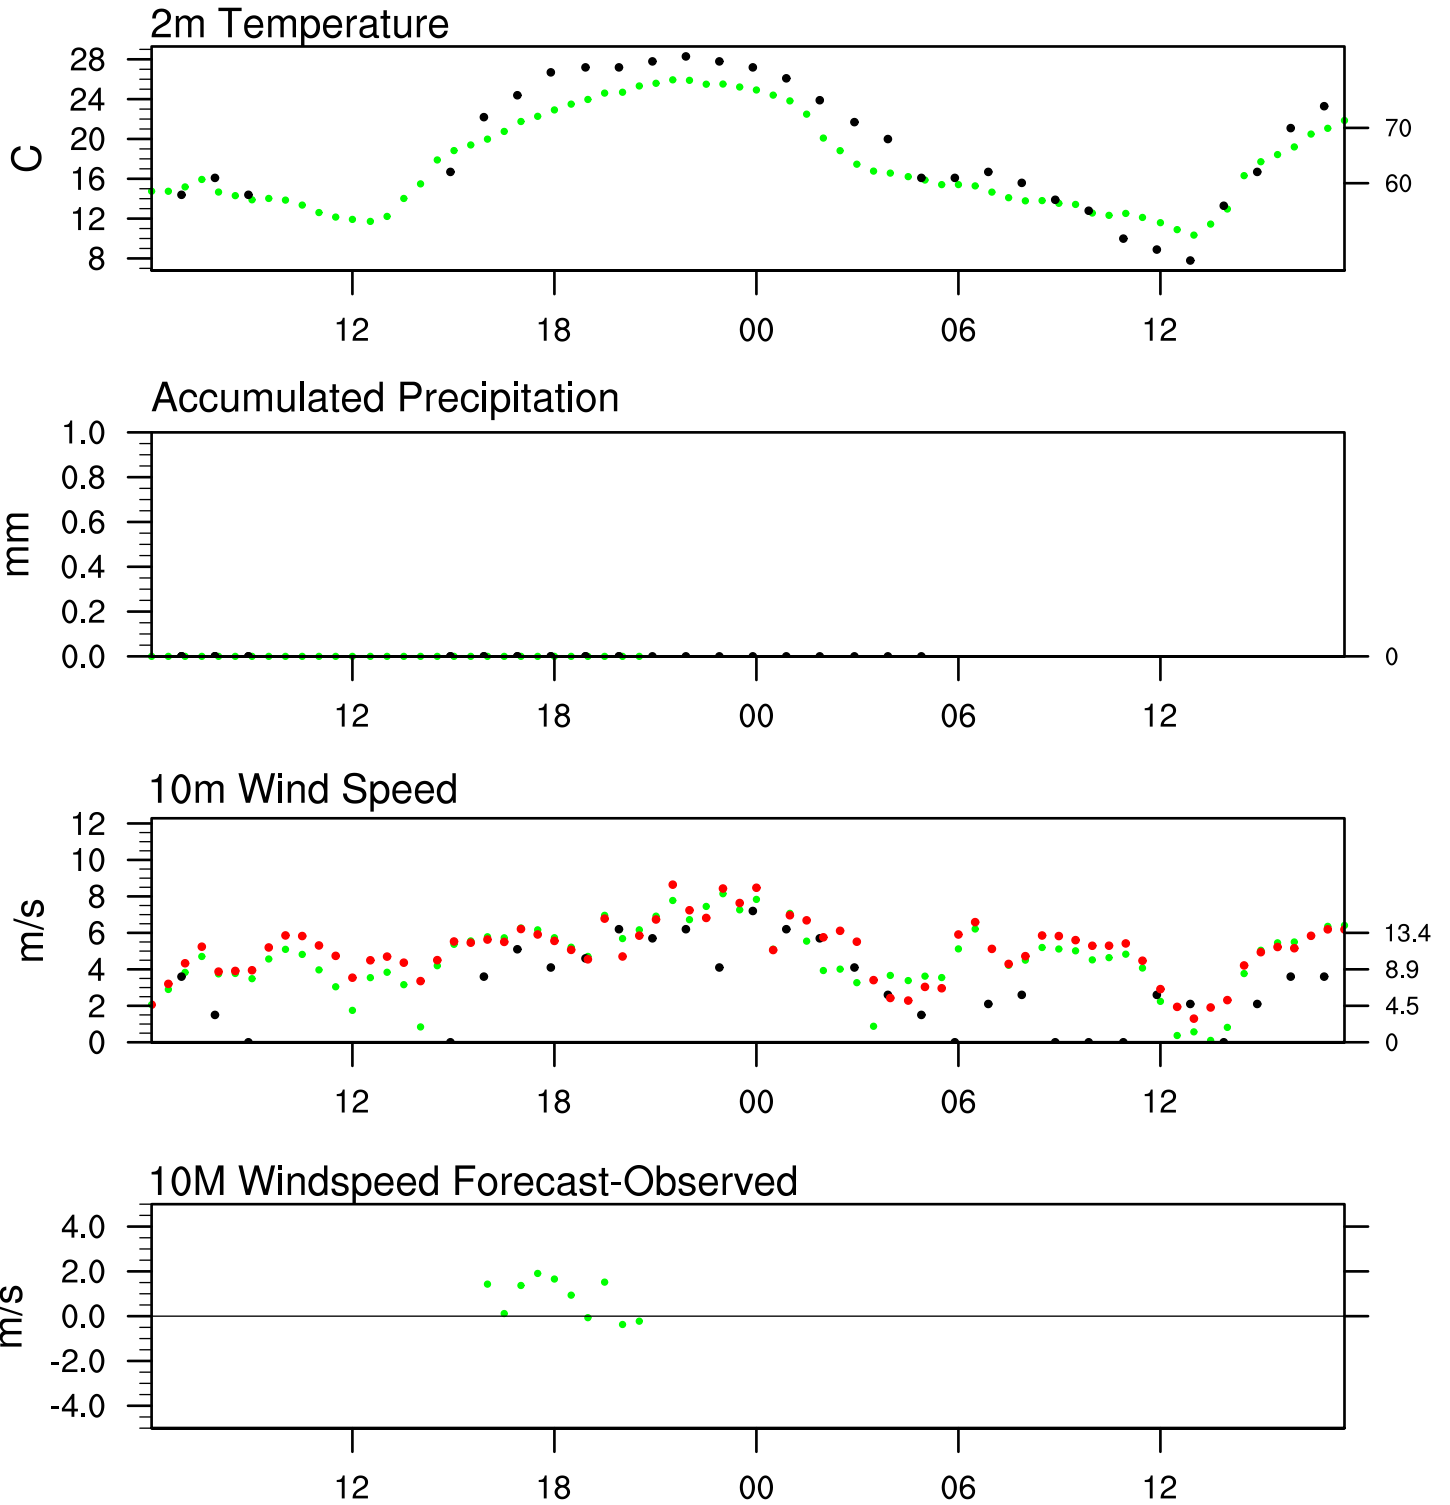 2m Temperature
28
24
20
16
12
8
C
70
60
12 18 00 06 12
Accumulated Precipitation
1.0
0.8
0.6
0.4
0.2
0.0
mm
0
12 18 00 06 12
10m Wind Speed
12
10
8
6
4
2
0
m/s
13.4
8.9
4.5
0
12 18 00 06 12
10M Windspeed Forecast-Observed
4.0
2.0
0.0
-2.0
-4.0
m/s
12 18 00 06 12